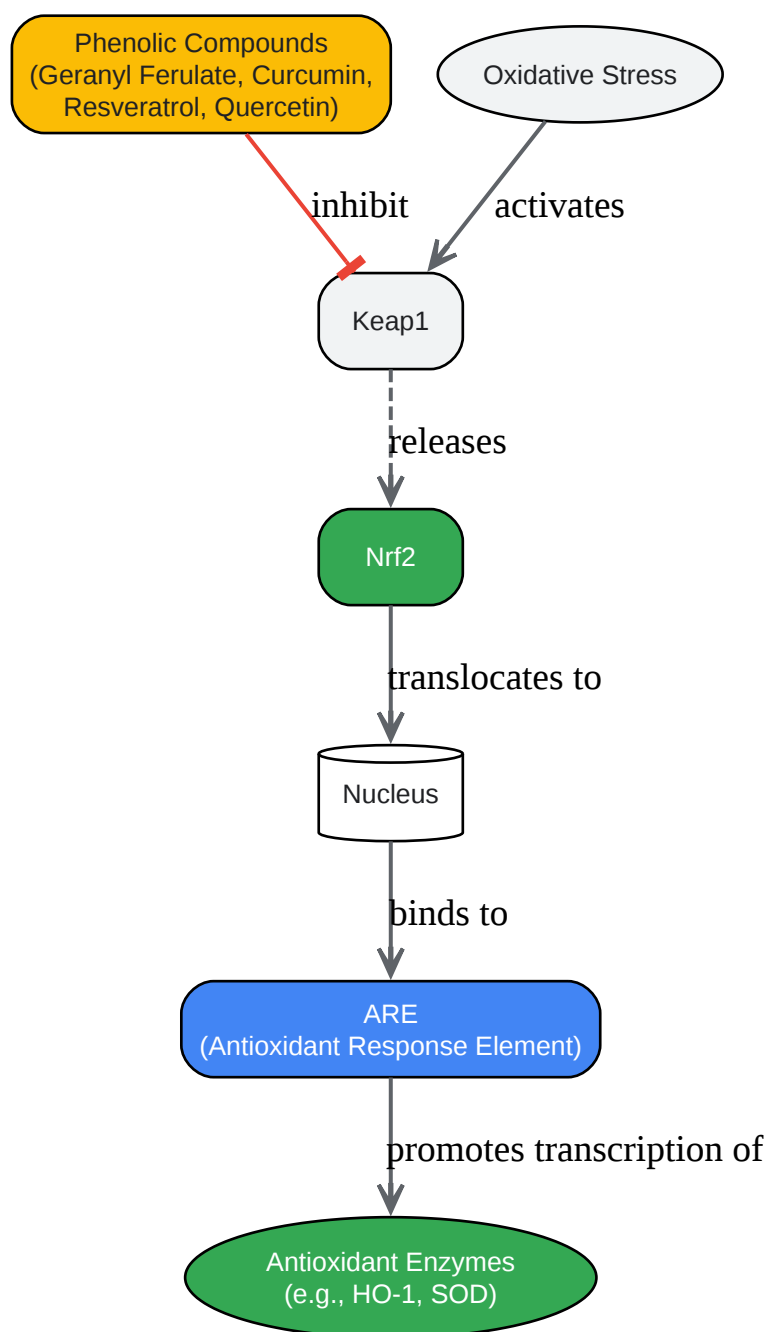 Phenolic Compounds
(Geranyl Ferulate, Curcumin,
Resveratrol, Quercetin)
Oxidative Stress
inhibit
activates
Keap1
releases
Nrf2
translocates to
Nucleus
binds to
ARE
(Antioxidant Response Element)
promotes transcription of
Antioxidant Enzymes
(e.g., HO-1, SOD)